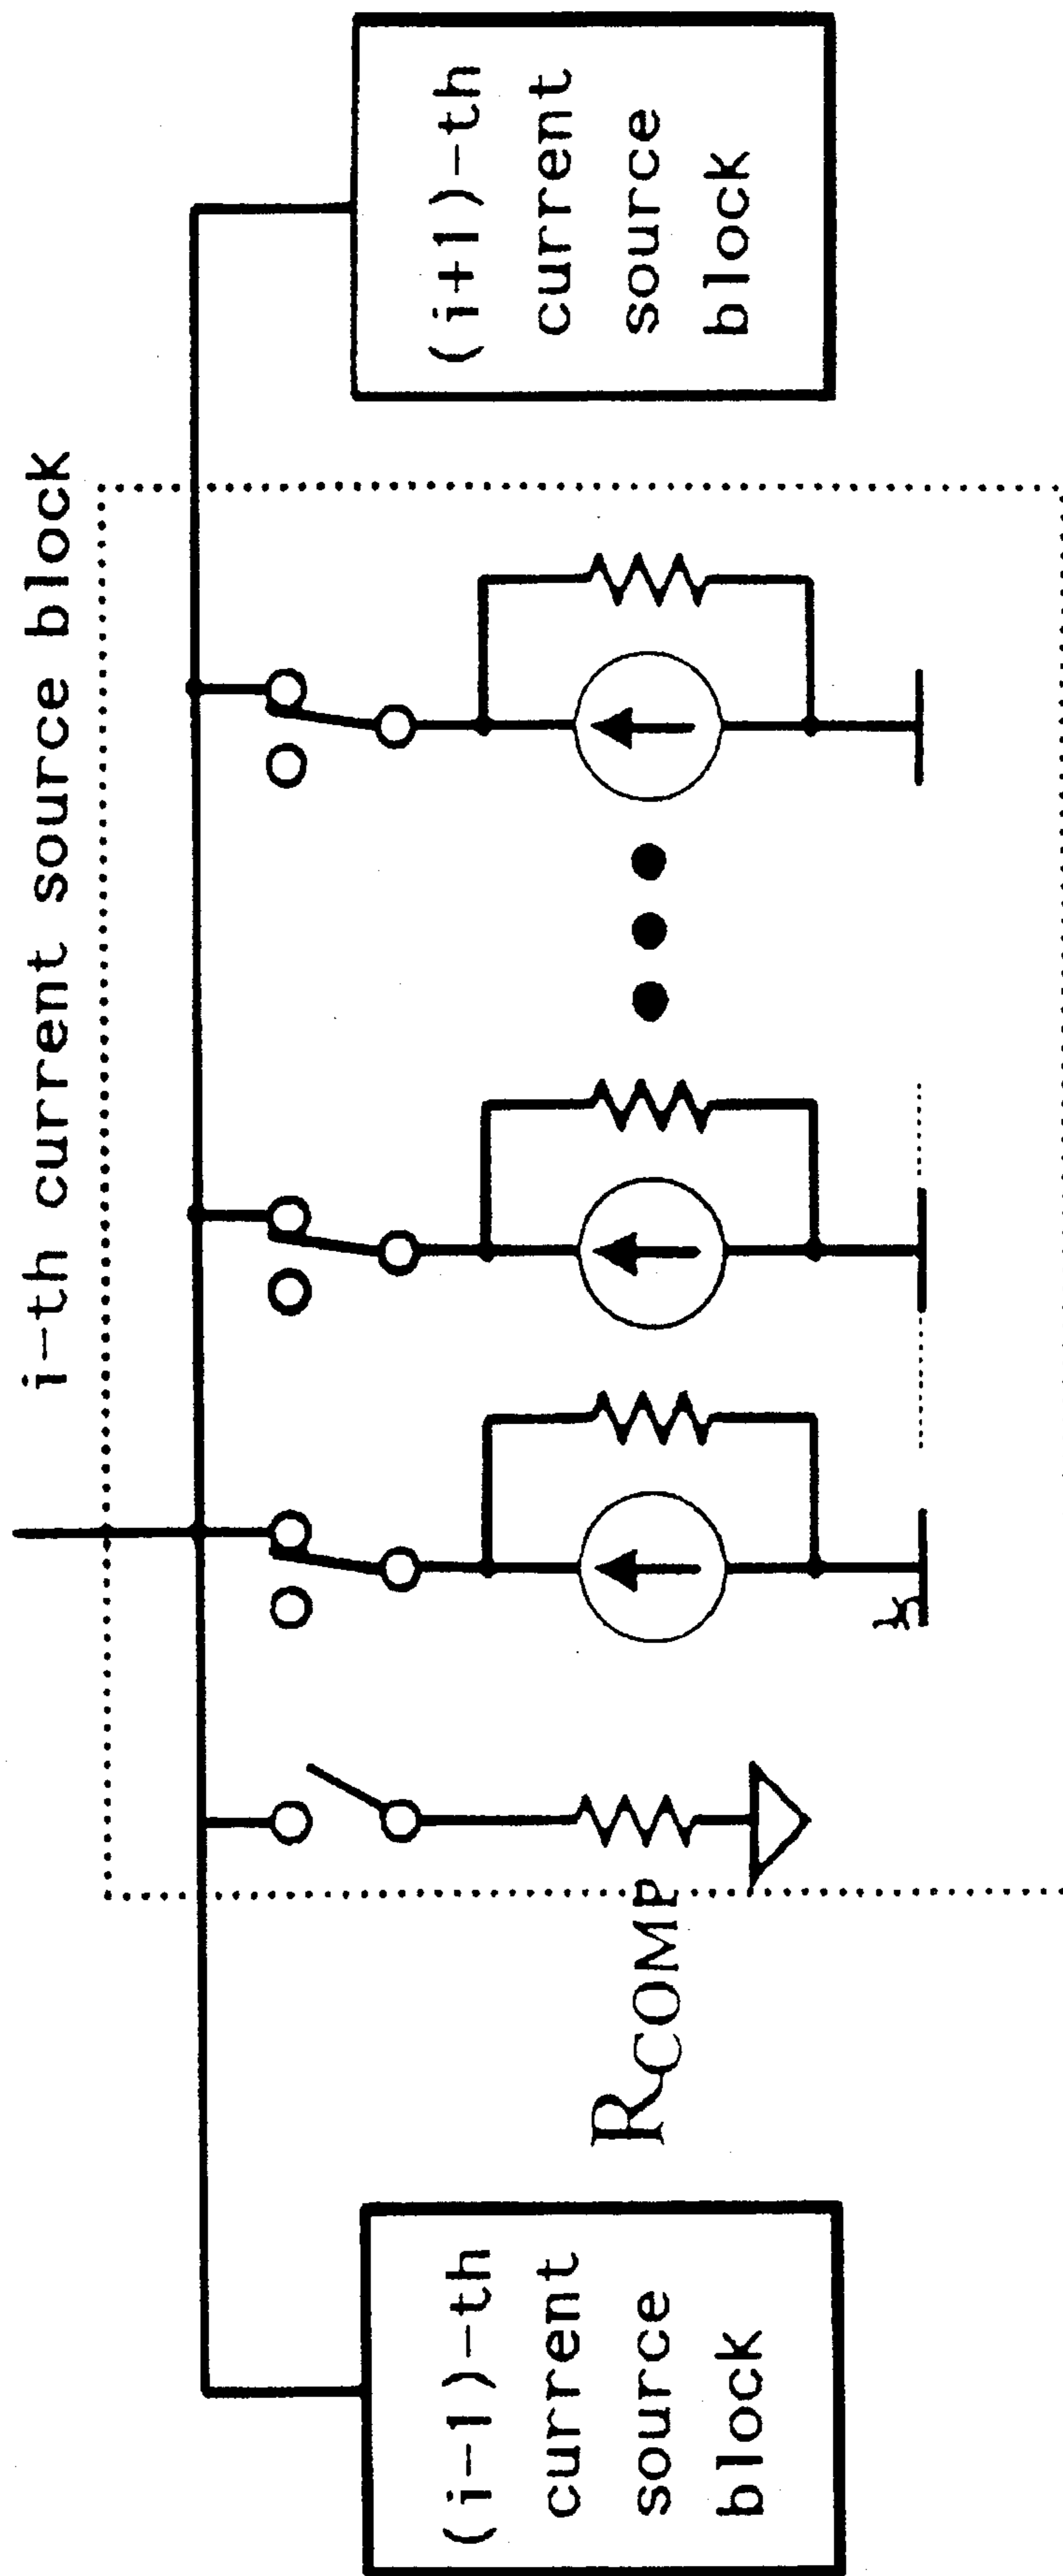 i-th current source block
(i-1)-th
current
source
block
RCOMP
(i+1)-th
current
source
block